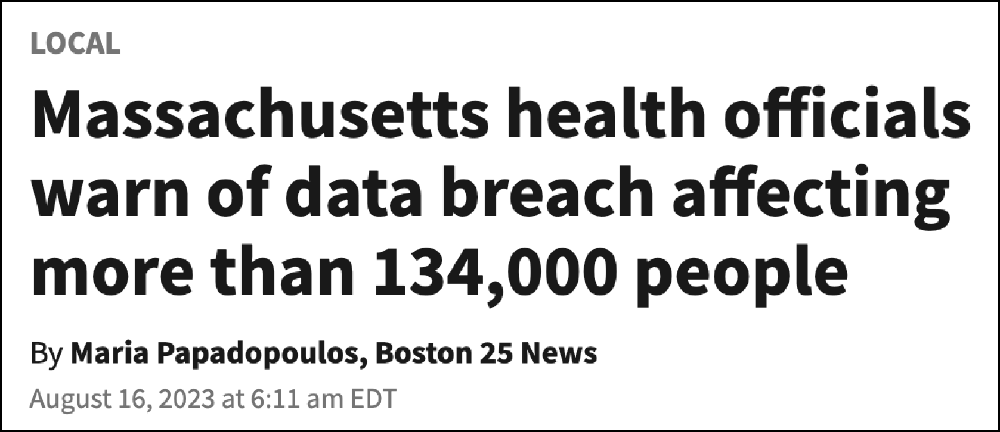 LOCAL
Massachusetts health officials
warn of data breach affecting
more than 134,000 people
By Maria Papadopoulos, Boston 25 News
August 16, 2023 at 6:11 am EDT